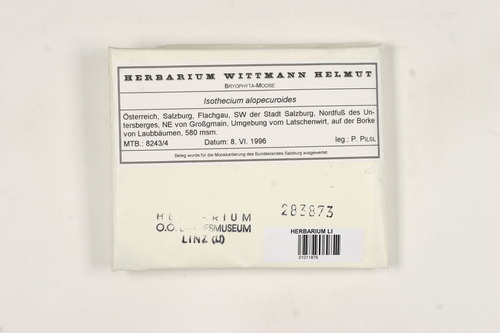 HERBARIUM WITTMANN HELMUT
BRYOPHYTA-MOOSE
Isothecium alopecuroides
Österreich, Salzburg, Flachgau, SW der Stadt Salzburg, Nordfuß des Un-
tersberges, NE von Großgmain, Umgebung vom Latschenwirt, auf der Borke
von Laubbäumen, 580 msm.
MTB.: 8243/4 Datum: 8. VI. 1996 leg.: P. PILSL
Beleg wurde für die Mooskartierung des Bundeslandes Salzburg ausgewertet
283873
HERBARIUM
O.Ö. LANDESMUSEUM
LINZ (LI)
HERBARIUM LI
01011876